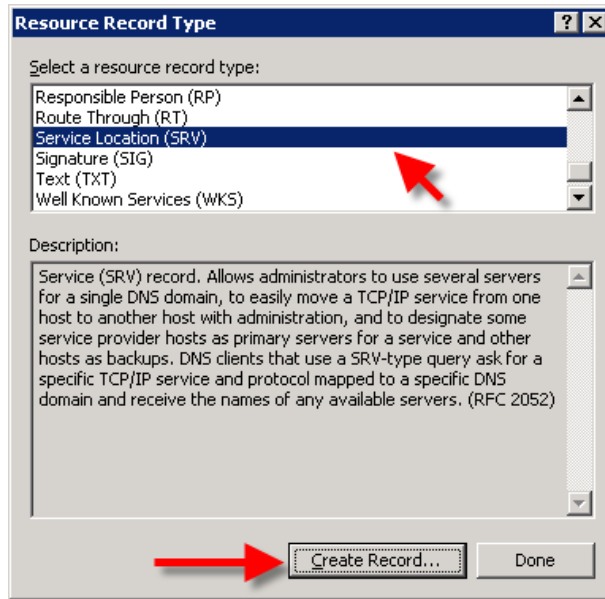 Resource Record Type
Select a resource record type:
Responsible Person (RP)
Route Through (RT)
Service Location (SRV)
Signature (SIG)
Text (TXT)
Well Known Services (WKS)
Description:
Service (SRV) record. Allows administrators to use several servers
for a single DNS domain, to easily move a TCP/IP service from one
host to another host with administration, and to designate some
service provider hosts as primary servers for a service and other
hosts as backups. DNS clients that use a SRV-type query ask for a
specific TCP/IP service and protocol mapped to a specific DNS
domain and receive the names of any available servers. (RFC 2052)
Create Record... Done